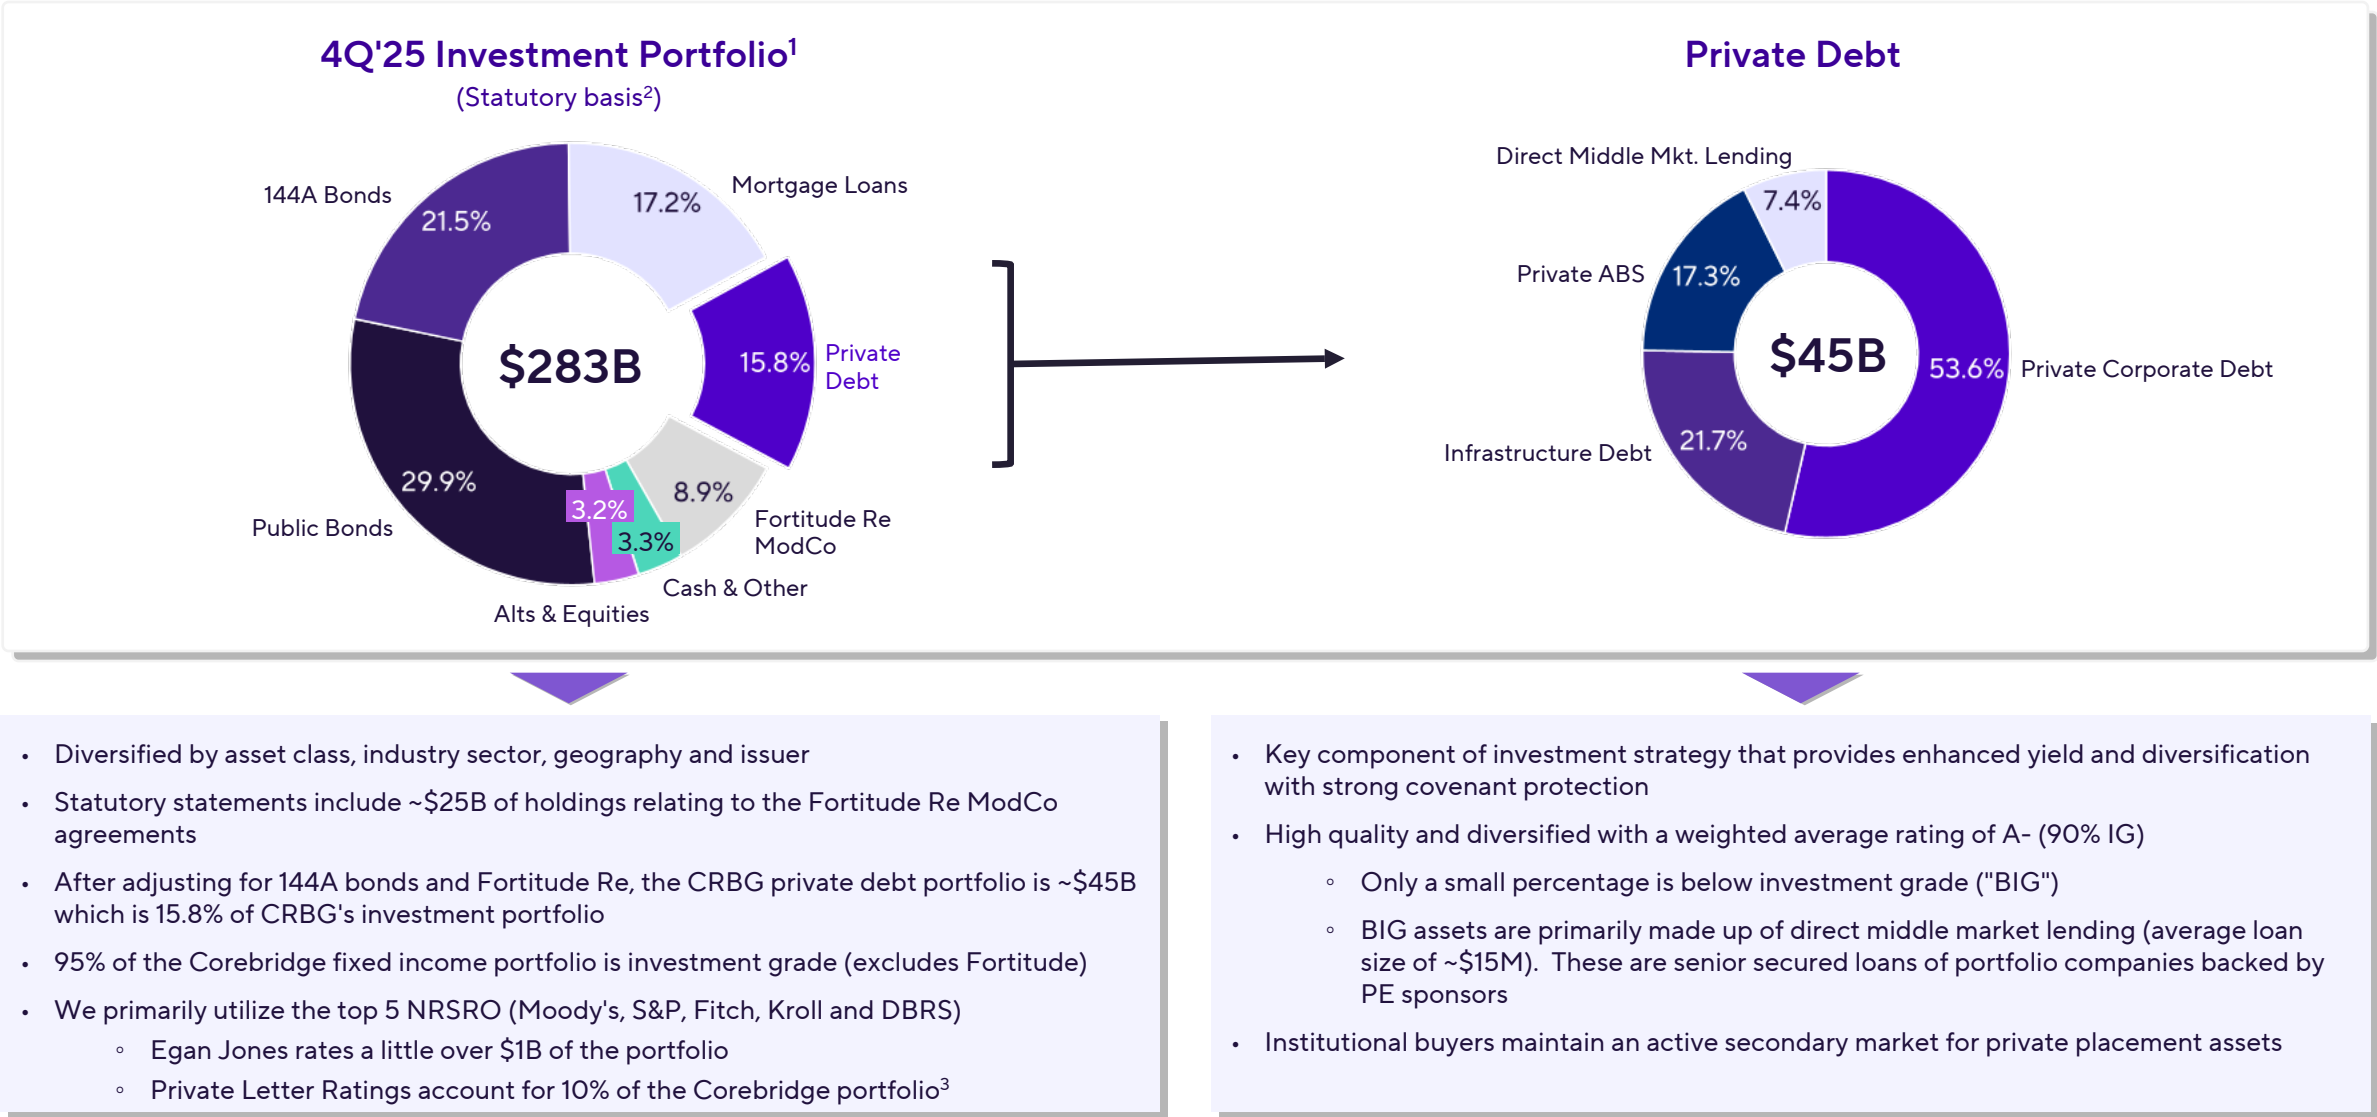 4Q'25 Investment Portfolio¹
(Statutory basis²)
144A Bonds
21.5%
17.2%
Mortgage Loans
$283B
15.8%
Private
Debt
29.9%
Public Bonds
3.2%
3.3%
8.9%
Fortitude Re
ModCo
Cash & Other
Alts & Equities
Private Debt
Direct Middle Mkt. Lending
7.4%
Private ABS
17.3%
$45B
53.6%
Private Corporate Debt
Infrastructure Debt
21.7%
• Diversified by asset class, industry sector, geography and issuer
• Statutory statements include ~$25B of holdings relating to the Fortitude Re ModCo
agreements
• After adjusting for 144A bonds and Fortitude Re, the CRBG private debt portfolio is ~$45B
which is 15.8% of CRBG's investment portfolio
• 95% of the Corebridge fixed income portfolio is investment grade (excludes Fortitude)
• We primarily utilize the top 5 NRSRO (Moody's, S&P, Fitch, Kroll and DBRS)
◦ Egan Jones rates a little over $1B of the portfolio
◦ Private Letter Ratings account for 10% of the Corebridge portfolio³
• Key component of investment strategy that provides enhanced yield and diversification
with strong covenant protection
• High quality and diversified with a weighted average rating of A- (90% IG)
◦ Only a small percentage is below investment grade ("BIG")
◦ BIG assets are primarily made up of direct middle market lending (average loan
size of ~$15M).  These are senior secured loans of portfolio companies backed by
PE sponsors
• Institutional buyers maintain an active secondary market for private placement assets